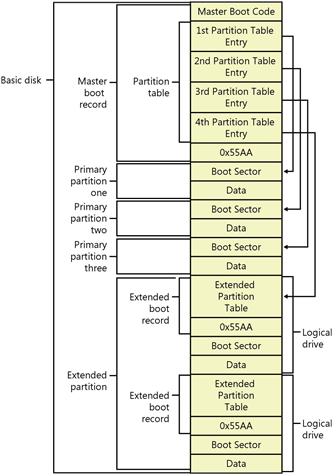 Master Boot Code
1st Partition Table
Entry
2nd Partition Table
Entry
3rd Partition Table
Entry
4th Partition Table
Entry
0x55AA
Boot Sector
Data
Boot Sector
Data
Boot Sector
Data
Extended
Partition
Table
0x55AA
Boot Sector
Data
Extended
Partition
Table
0x55AA
Boot Sector
Data
Basic disk
Master
boot
record
Partition
table
Primary
partition
one
Primary
partition
two
Primary
partition
three
Extended
partition
Extended
boot
record
Extended
boot
record
Logical
drive
Logical
drive